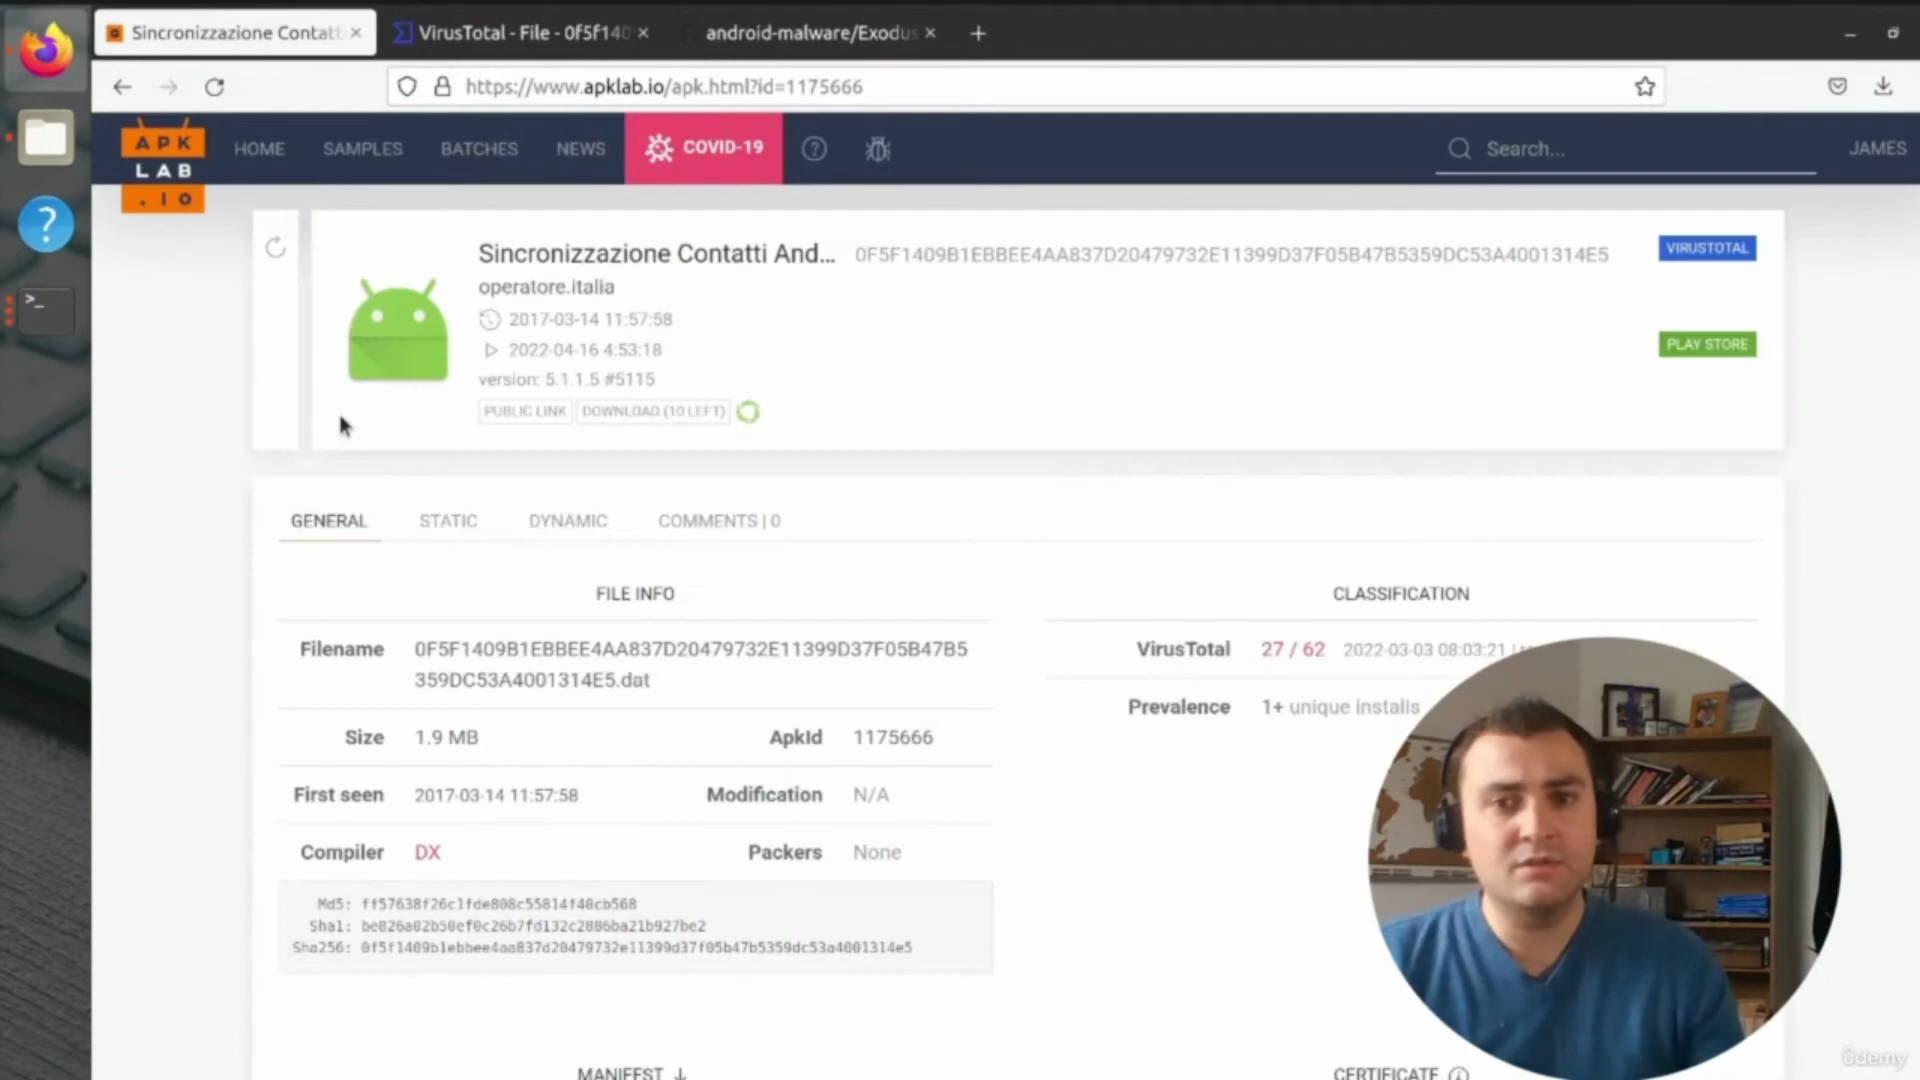 Sincronizzazione Contatt
VirusTotal - File - 0f5f140
android-malware/Exodus
https://www.apklab.io/apk.html?id=1175666
APK
LAB
.IO
HOME
SAMPLES
BATCHES
NEWS
COVID-19
Search...
JAMES
Sincronizzazione Contatti And...
0F5F1409B1EBBEE4AA837D20479732E11399D37F05B47B5359DC53A4001314E5
VIRUSTOTAL
operatore.italia
2017-03-14 11:57:58
2022-04-16 4:53:18
PLAY STORE
version: 5.1.1.5 #5115
PUBLIC LINK
DOWNLOAD (10 LEFT)
GENERAL
STATIC
DYNAMIC
COMMENTS | 0
FILE INFO
Filename 0F5F1409B1EBBEE4AA837D20479732E11399D37F05B47B5
359DC53A4001314E5.dat
Size 1.9 MB ApkId 1175666
First seen 2017-03-14 11:57:58 Modification N/A
Compiler DX Packers None
Md5: ff57638f26c1fde808c55814f40cb568
Sha1: be826a02b50ef0c26b7fd132c2886ba21b927be2
Sha256: 0f5f1409b1ebbee4aa837d20479732e11399d37f05b47b5359dc53a4001314e5
CLASSIFICATION
VirusTotal 27 / 62 2022-03-03 08:03:21
Prevalence 1+ unique installs
MANIFEST
CERTIFICATE
ûdemy